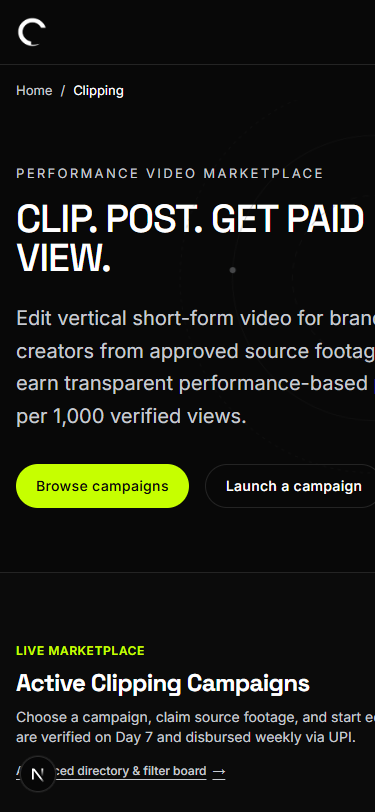 Home / Clipping
PERFORMANCE VIDEO MARKETPLACE
CLIP. POST. GET PAID
VIEW.
Edit vertical short-form video for
creators from approved source
earn transparent performance-based
per 1,000 verified views.
Browse campaigns
Launch a campaign
LIVE MARKETPLACE
Active Clipping Campaigns
Choose a campaign, claim source footage, and start
are verified on Day 7 and disbursed weekly via UPI.
N
directory & filter board →